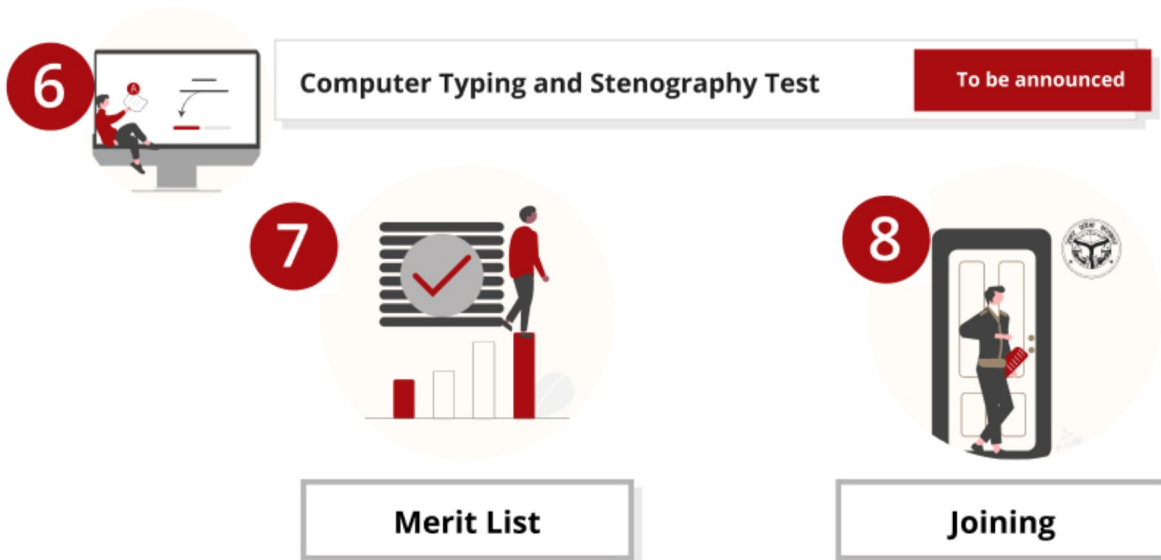 6
Computer Typing and Stenography Test
To be announced
A
7
8
Merit List
Joining